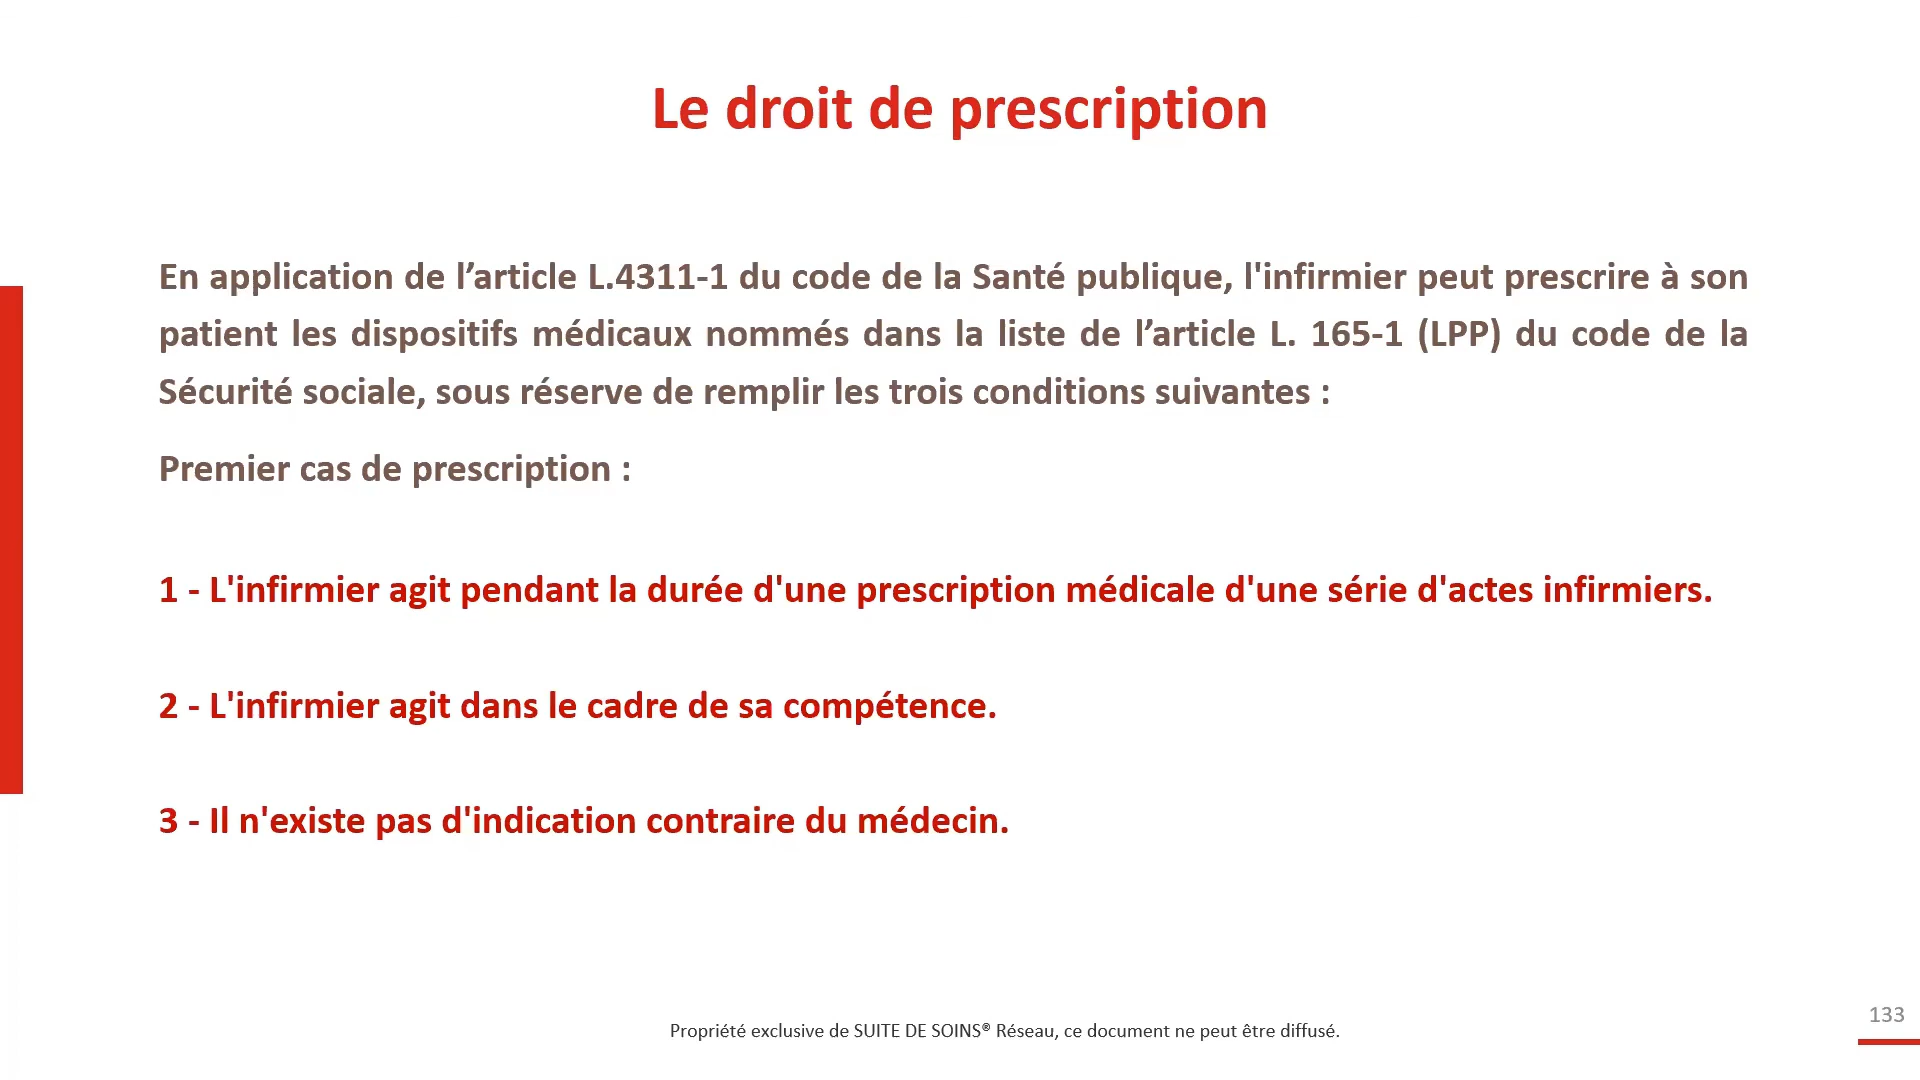 Le droit de prescription
En application de l’article L.4311-1 du code de la Santé publique, l'infirmier peut prescrire à son
patient les dispositifs médicaux nommés dans la liste de l’article L. 165-1 (LPP) du code de la
Sécurité sociale, sous réserve de remplir les trois conditions suivantes :
Premier cas de prescription :
1 - L'infirmier agit pendant la durée d'une prescription médicale d'une série d'actes infirmiers.
2 - L'infirmier agit dans le cadre de sa compétence.
3 - Il n'existe pas d'indication contraire du médecin.
Propriété exclusive de SUITE DE SOINS® Réseau, ce document ne peut être diffusé.
133